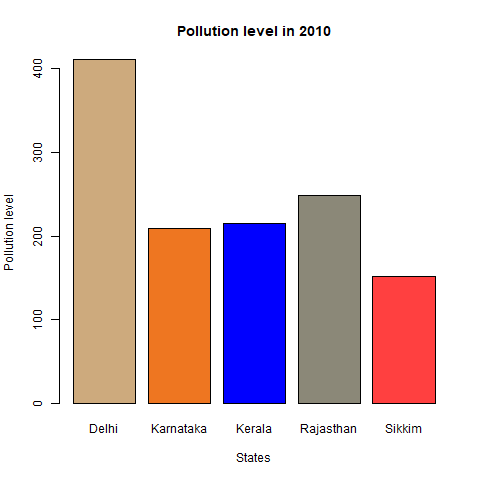 Pollution level in 2010
Pollution level
400
300
200
100
0
Delhi Karnataka Kerala Rajasthan Sikkim
States